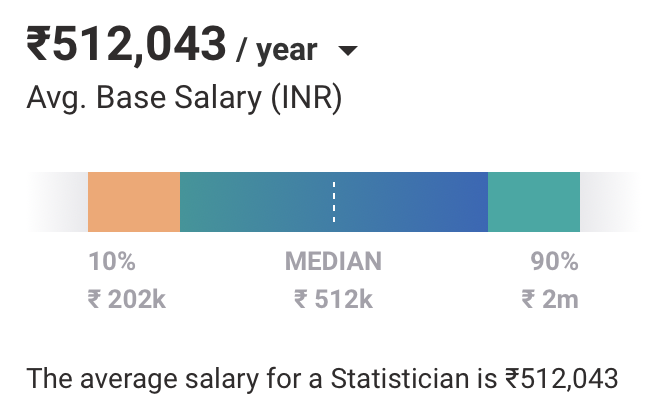 ₹512,043 / year
Avg. Base Salary (INR)
10% MEDIAN 90%
₹ 202k ₹ 512k ₹ 2m
The average salary for a Statistician is ₹512,043